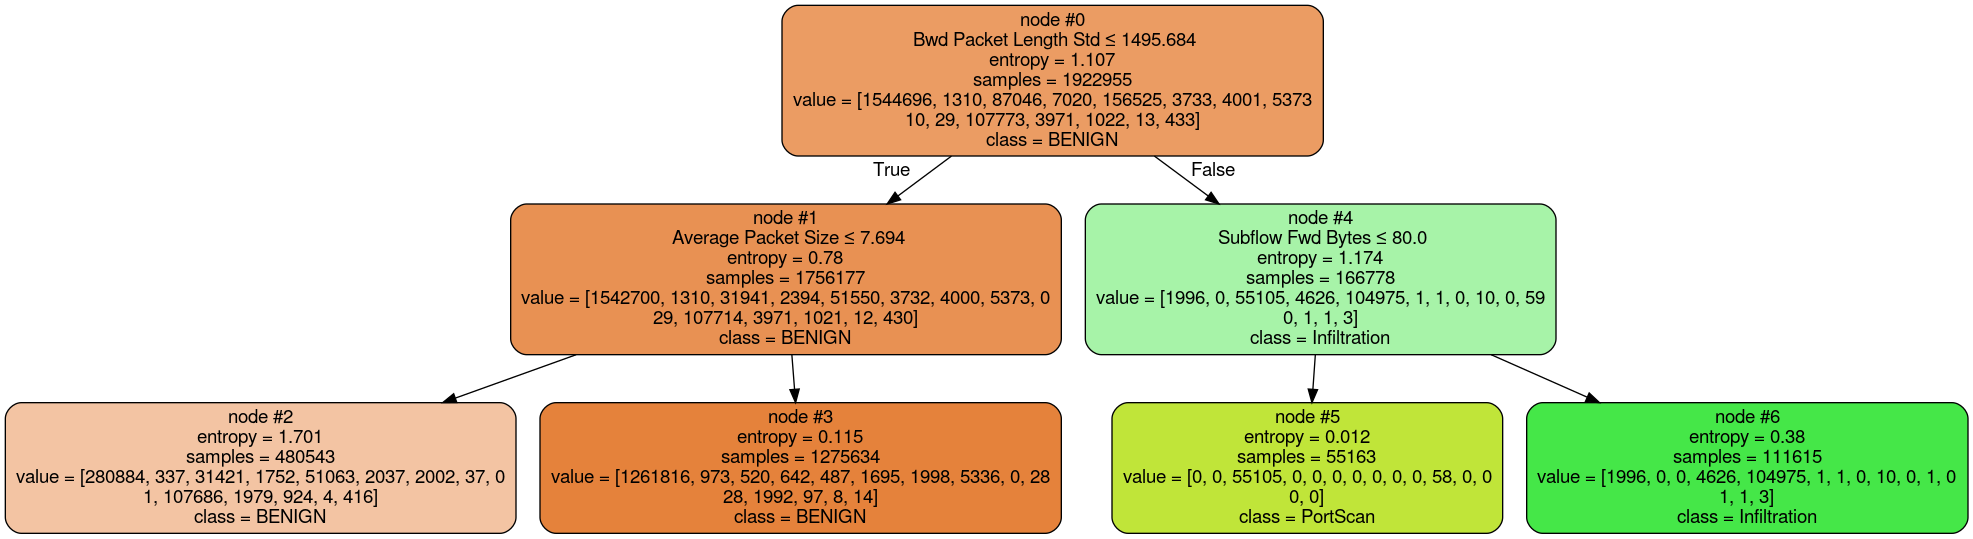 node #0
Bwd Packet Length Std ≤ 1495.684
entropy = 1.107
samples = 1922955
value = [1544696, 1310, 87046, 7020, 156525, 3733, 4001, 5373
10, 29, 107773, 3971, 1022, 13, 433]
class = BENIGN
True
False
node #1
Average Packet Size ≤ 7.694
entropy = 0.78
samples = 1756177
value = [1542700, 1310, 31941, 2394, 51550, 3732, 4000, 5373, 0
29, 107714, 3971, 1021, 12, 430]
class = BENIGN
node #4
Subflow Fwd Bytes ≤ 80.0
entropy = 1.174
samples = 166778
value = [1996, 0, 55105, 4626, 104975, 1, 1, 0, 10, 0, 59
0, 1, 1, 3]
class = Infiltration
node #2
entropy = 1.701
samples = 480543
value = [280884, 337, 31421, 1752, 51063, 2037, 2002, 37, 0
1, 107686, 1979, 924, 4, 416]
class = BENIGN
node #3
entropy = 0.115
samples = 1275634
value = [1261816, 973, 520, 642, 487, 1695, 1998, 5336, 0, 28
28, 1992, 97, 8, 14]
class = BENIGN
node #5
entropy = 0.012
samples = 55163
value = [0, 0, 55105, 0, 0, 0, 0, 0, 0, 0, 58, 0, 0
0, 0]
class = PortScan
node #6
entropy = 0.38
samples = 111615
value = [1996, 0, 0, 4626, 104975, 1, 1, 0, 10, 0, 1, 0
1, 1, 3]
class = Infiltration